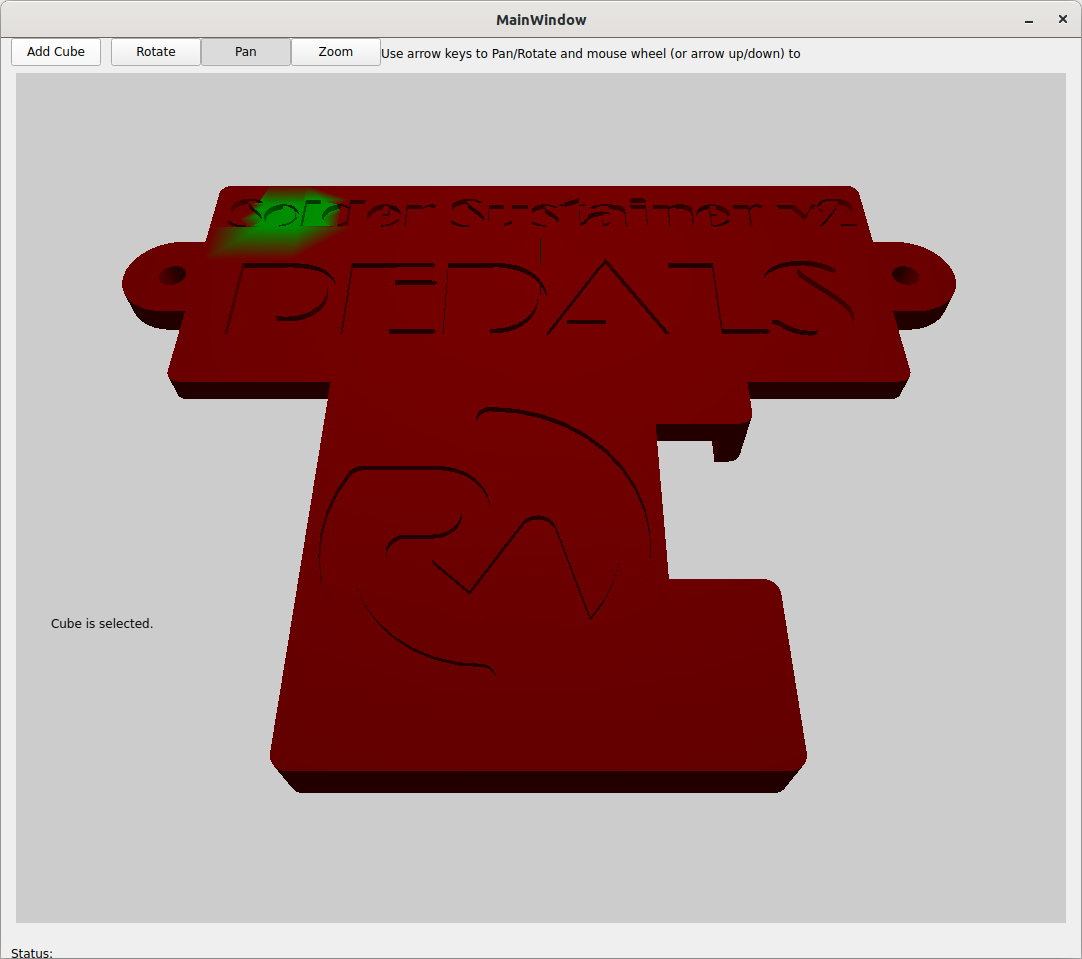 MainWindow
Add Cube Rotate Pan Zoom Use arrow keys to Pan/Rotate and mouse wheel (or arrow up/down) to
Solder Sustainer v2
PEDALS
Cube is selected.
Status: